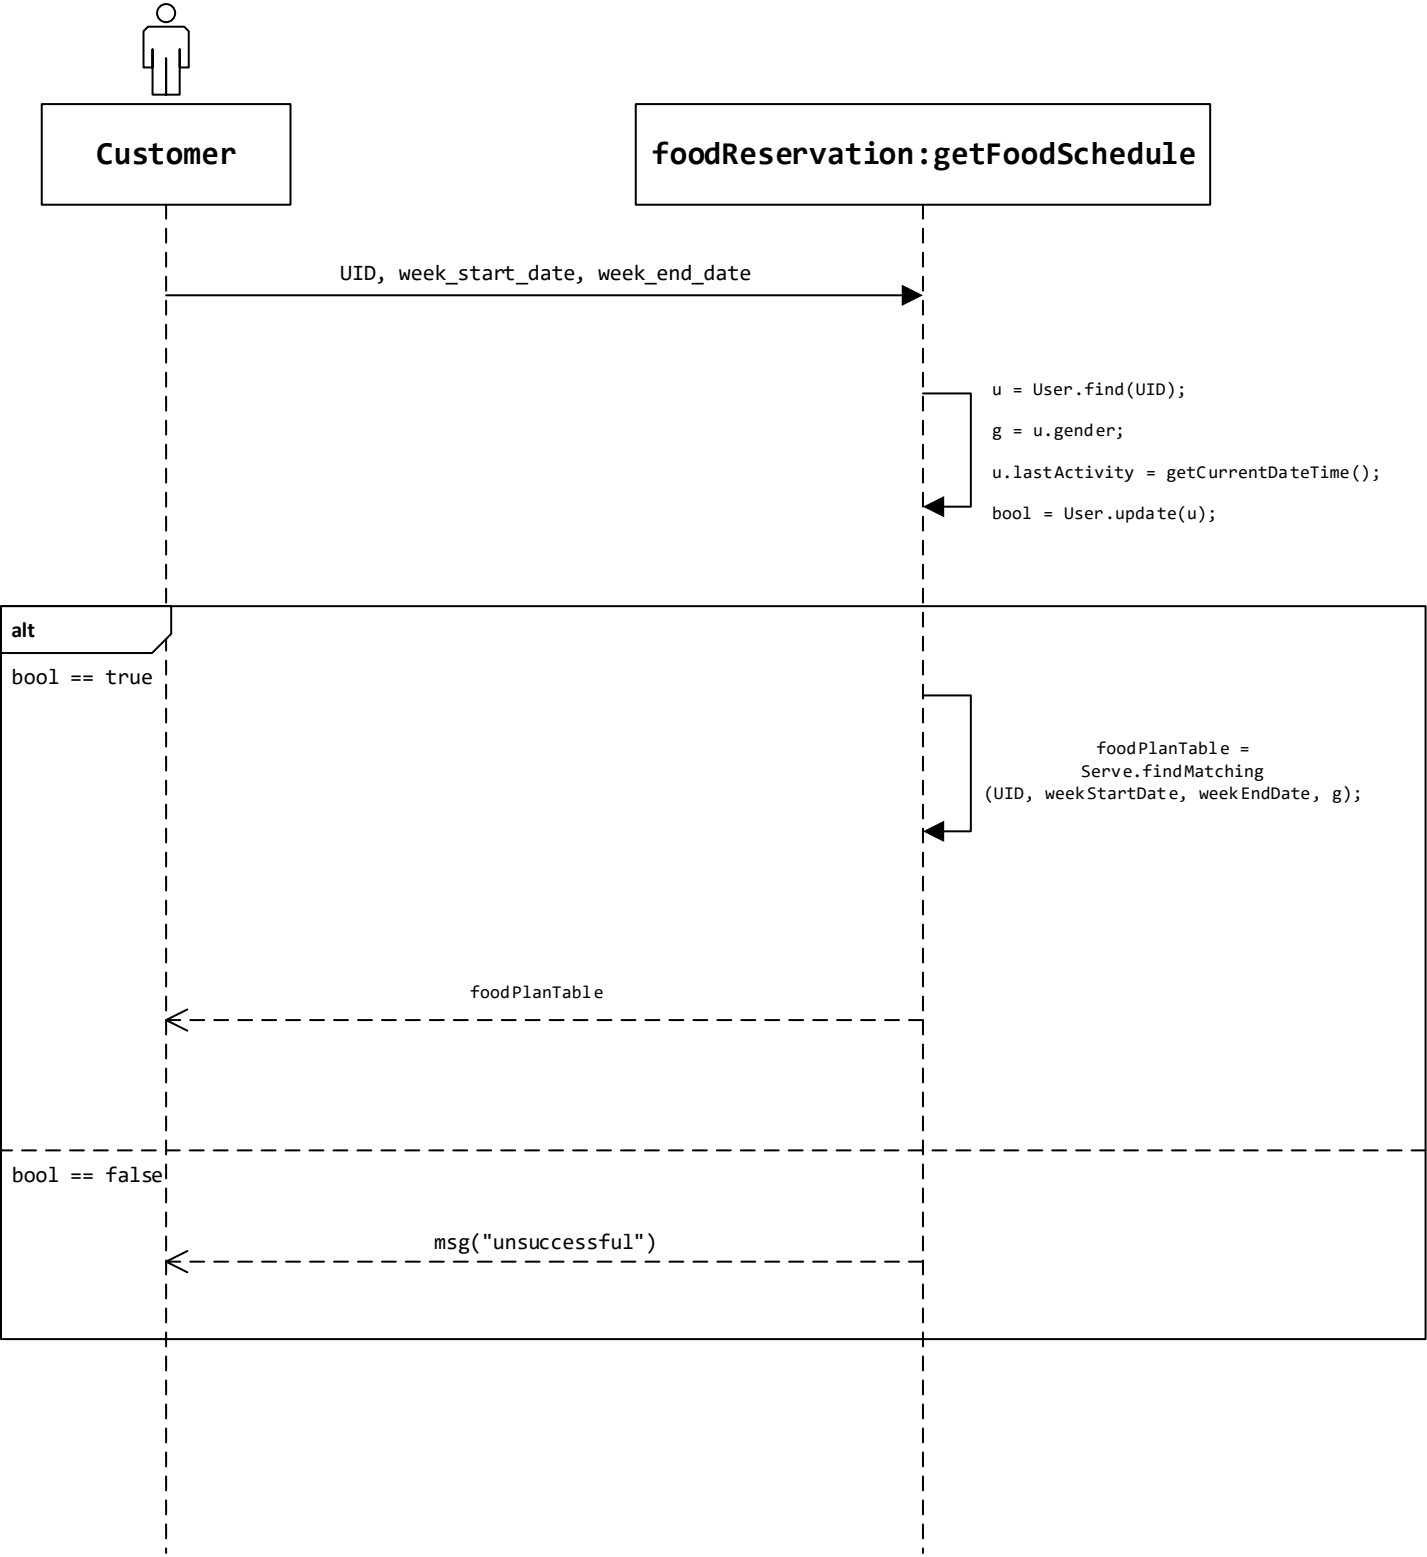 Customer
foodReservation:getFoodSchedule
UID, week_start_date, week_end_date
u = User.find(UID);
g = u.gender;
u.lastActivity = getCurrentDateTime();
bool = User.update(u);
alt
bool == true
foodPlanTable =
Serve.findMatching
(UID, weekStartDate, weekEndDate, g);
foodPlanTable
bool == false
msg("unsuccessful")